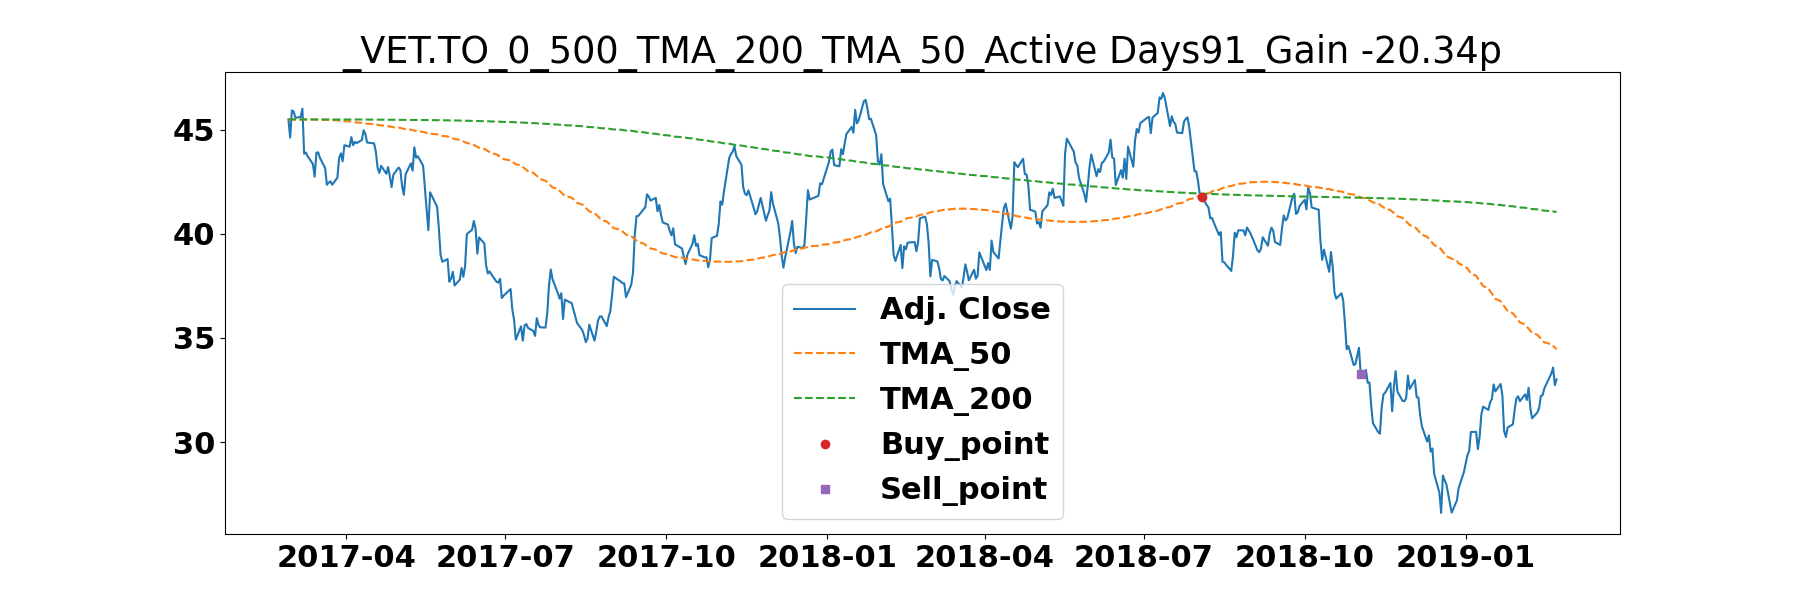 _VET.TO_0_500_TMA_200_TMA_50_Active Days91_Gain -20.34p
45
40
35
30
Adj. Close
TMA_50
TMA_200
Buy_point
Sell_point
2017-04 2017-07 2017-10 2018-01 2018-04 2018-07 2018-10 2019-01